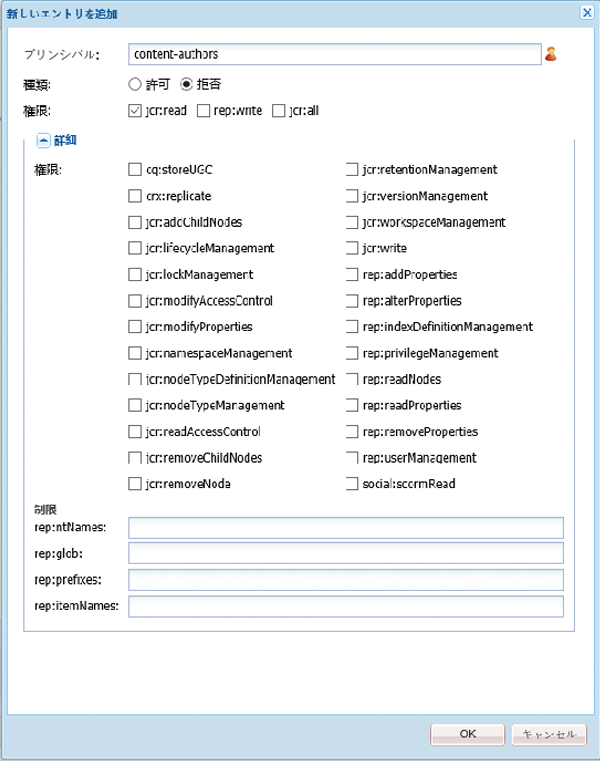 新しいエントリを追加
プリンシパル:
content-authors
種類:
許可
拒否
権限:
jcr:read
rep:write
jcr:all
詳細
権限:
cq:storeUGC
jcr:retentionManagement
crx:replicate
jcr:versionManagement
jcr:addChildNodes
jcr:workspaceManagement
jcr:lifecycleManagement
jcr:write
jcr:lockManagement
rep:addProperties
jcr:modifyAccessControl
rep:alterProperties
jcr:modifyProperties
rep:indexDefinitionManagement
jcr:namespaceManagement
rep:privilegeManagement
jcr:nodeTypeDefinitionManagement
rep:readNodes
jcr:nodeTypeManagement
rep:readProperties
jcr:readAccessControl
rep:removeProperties
jcr:removeChildNodes
rep:userManagement
jcr:removeNode
social:sccrmRead
制限
rep:ntNames:
rep:glob:
rep:prefixes:
rep:itemNames:
OK
キャンセル